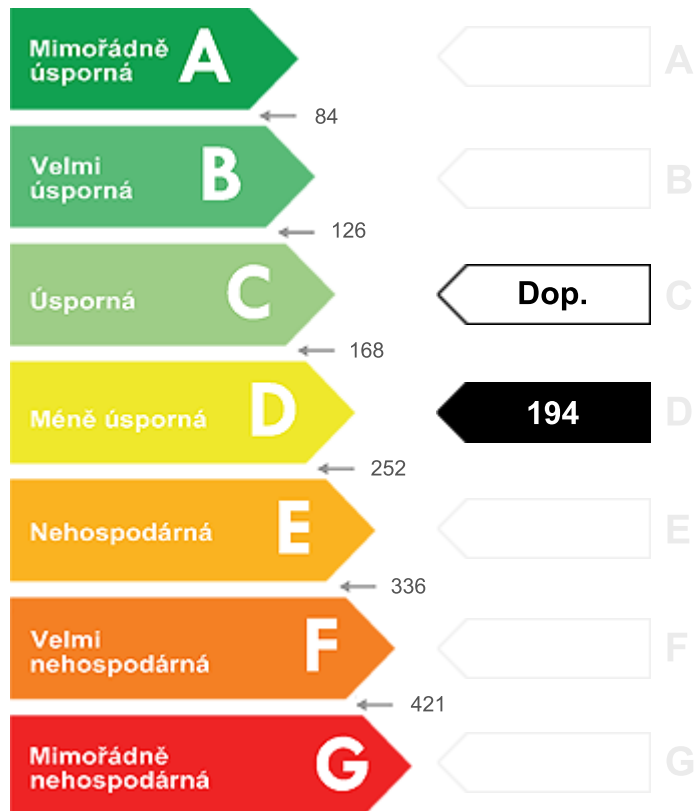 Mimořádně
úsporná
A
A
84
Velmi
úsporná
B
B
126
Úsporná
C
Dop.
C
168
Méně úsporná
D
194
D
252
Nehospodárná
E
E
336
Velmi
nehospodárná
F
F
421
Mimořádně
nehospodárná
G
G